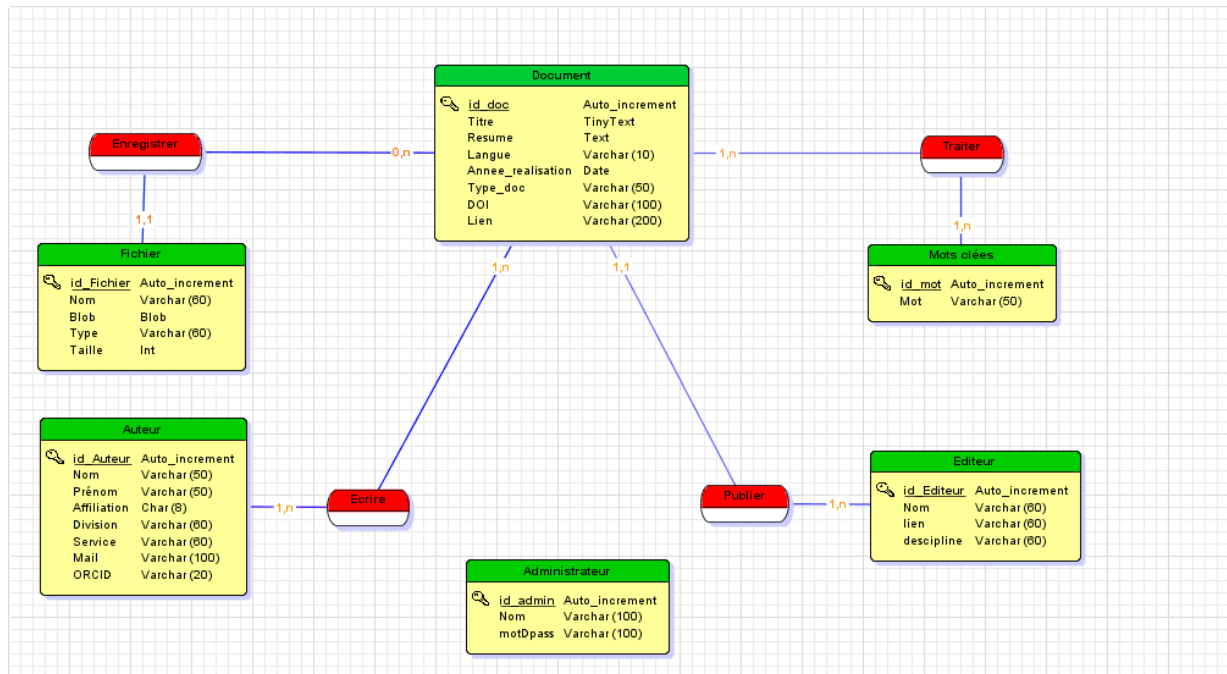 Document
id_doc Auto_increment
Titre TinyText
Resume Text
Langue Varchar (10)
Annee_realisation Date
Type_doc Varchar (50)
DOI Varchar (100)
Lien Varchar (200)
Enregistrer
0,n
1,n
Traiter
1,1
1,n
Fichier
id_Fichier Auto_increment
Nom Varchar (60)
Blob Blob
Type Varchar (60)
Taille Int
Mots clées
id_mot Auto_increment
Mot Varchar (50)
1,n
1,1
Auteur
id_Auteur Auto_increment
Nom Varchar (50)
Prénom Varchar (50)
Affiliation Char (8)
Division Varchar (60)
Service Varchar (60)
Mail Varchar (100)
ORCID Varchar (20)
1,n
Ecrire
Publier
1,n
Editeur
id_Editeur Auto_increment
Nom Varchar (60)
lien Varchar (60)
descipline Varchar (60)
Administrateur
id_admin Auto_increment
Nom Varchar (100)
motDpass Varchar (100)